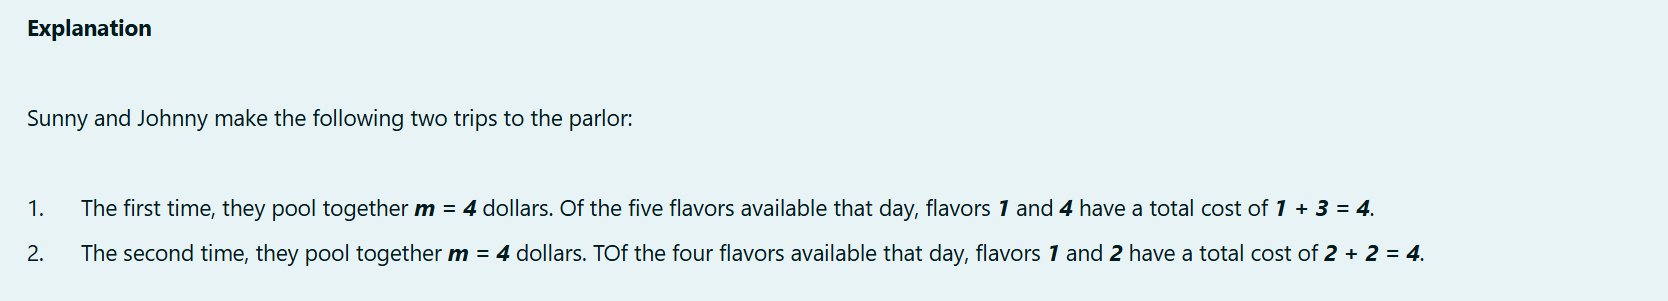 Explanation
Sunny and Johnny make the following two trips to the parlor:
1. The first time, they pool together m = 4 dollars. Of the five flavors available that day, flavors 1 and 4 have a total cost of 1 + 3 = 4.
2. The second time, they pool together m = 4 dollars. TOf the four flavors available that day, flavors 1 and 2 have a total cost of 2 + 2 = 4.